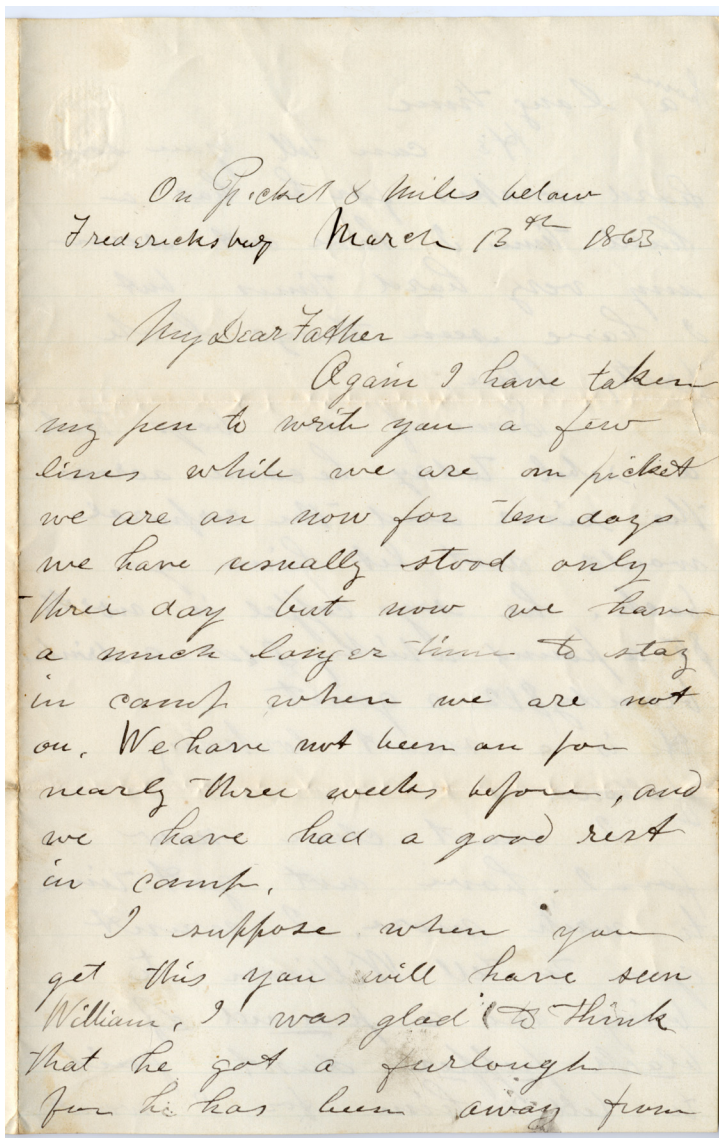 On Picket 8 miles below
Fredericksburg March 13th 1863
My Dear Father
Again I have taken
my pen to write you a few
lines while we are on picket
we are on now for ten days
we have usually stood only
three day but now we have
a much longer time to stay
in camp when we are not
on. We have not been on for
nearly three weeks before, and
we have had a good rest
in camp.
I suppose when you
get this you will have seen
William, I was glad to think
that he got a furlough
for he has been away from